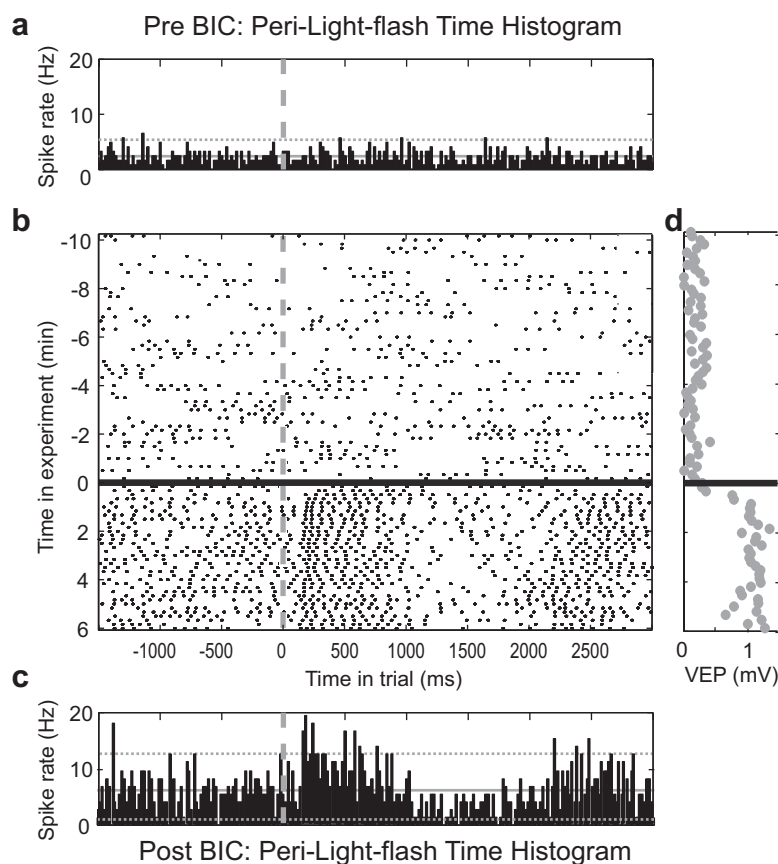 a Pre BIC: Peri-Light-flash Time Histogram
Spike rate (Hz)
20
10
0
b
d
Time in experiment (min)
-10
-8
-6
-4
-2
0
2
4
6
-1000 -500 0 500 1000 1500 2000 2500
Time in trial (ms)
0 1
VEP (mV)
c
Spike rate (Hz)
20
10
0
Post BIC: Peri-Light-flash Time Histogram